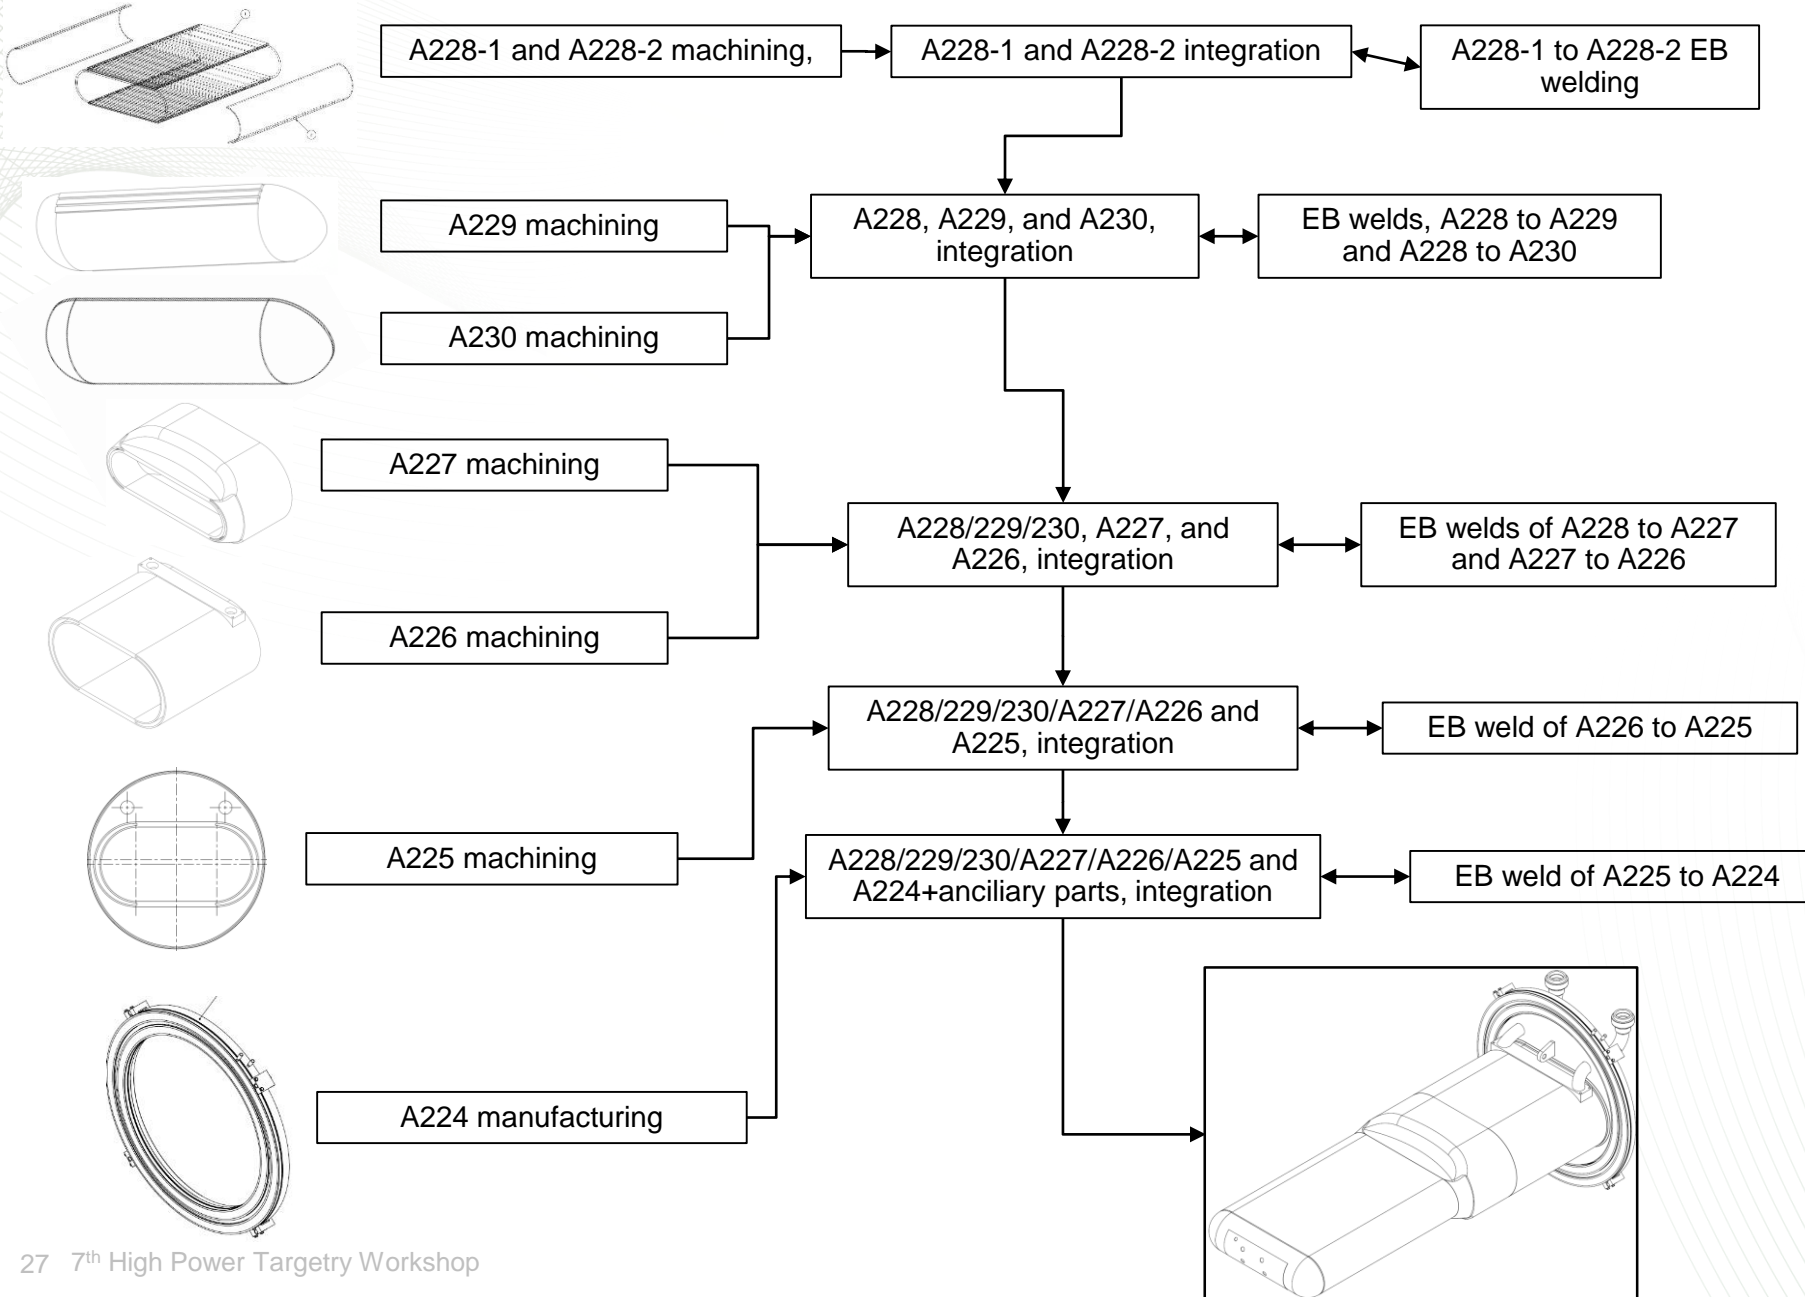 A228-1 and A228-2 machining,
A228-1 and A228-2 integration
A228-1 to A228-2 EB
welding
A229 machining
A228, A229, and A230,
integration
EB welds, A228 to A229
and A228 to A230
A230 machining
A227 machining
A228/229/230, A227, and
A226, integration
EB welds of A228 to A227
and A227 to A226
A226 machining
A228/229/230/A227/A226 and
A225, integration
EB weld of A226 to A225
A225 machining
A228/229/230/A227/A226/A225 and
A224+anciliary parts, integration
EB weld of A225 to A224
A224 manufacturing
27 7th High Power Targetry Workshop